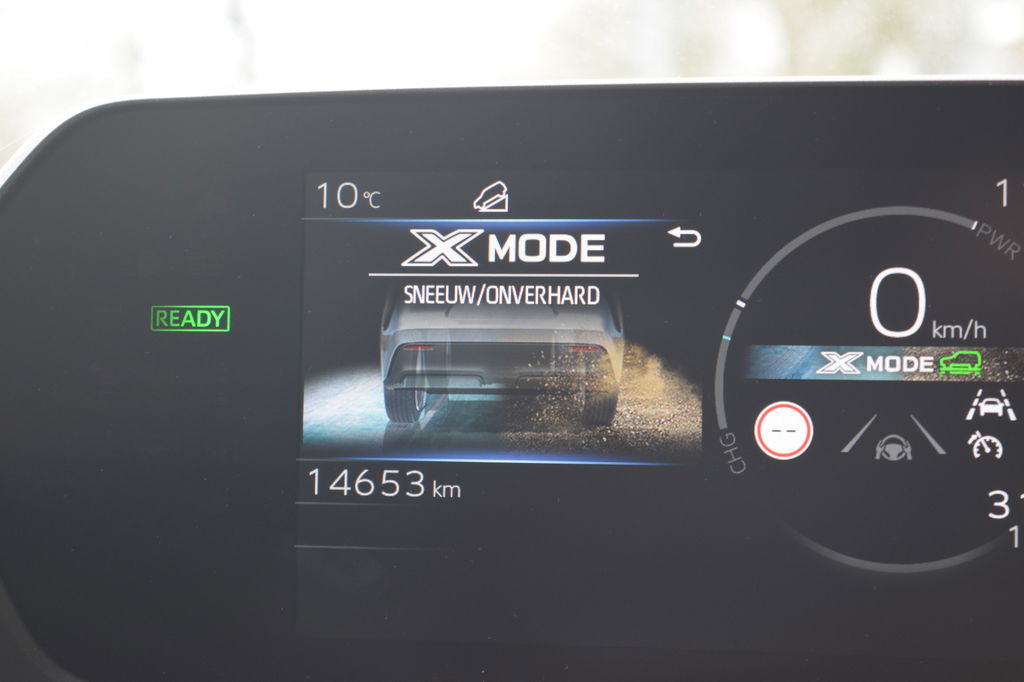 10 °C
X MODE
SNEEUW/ONVERHARD
READY
14653 km
PWR
0 km/h
X MODE
--
CHG